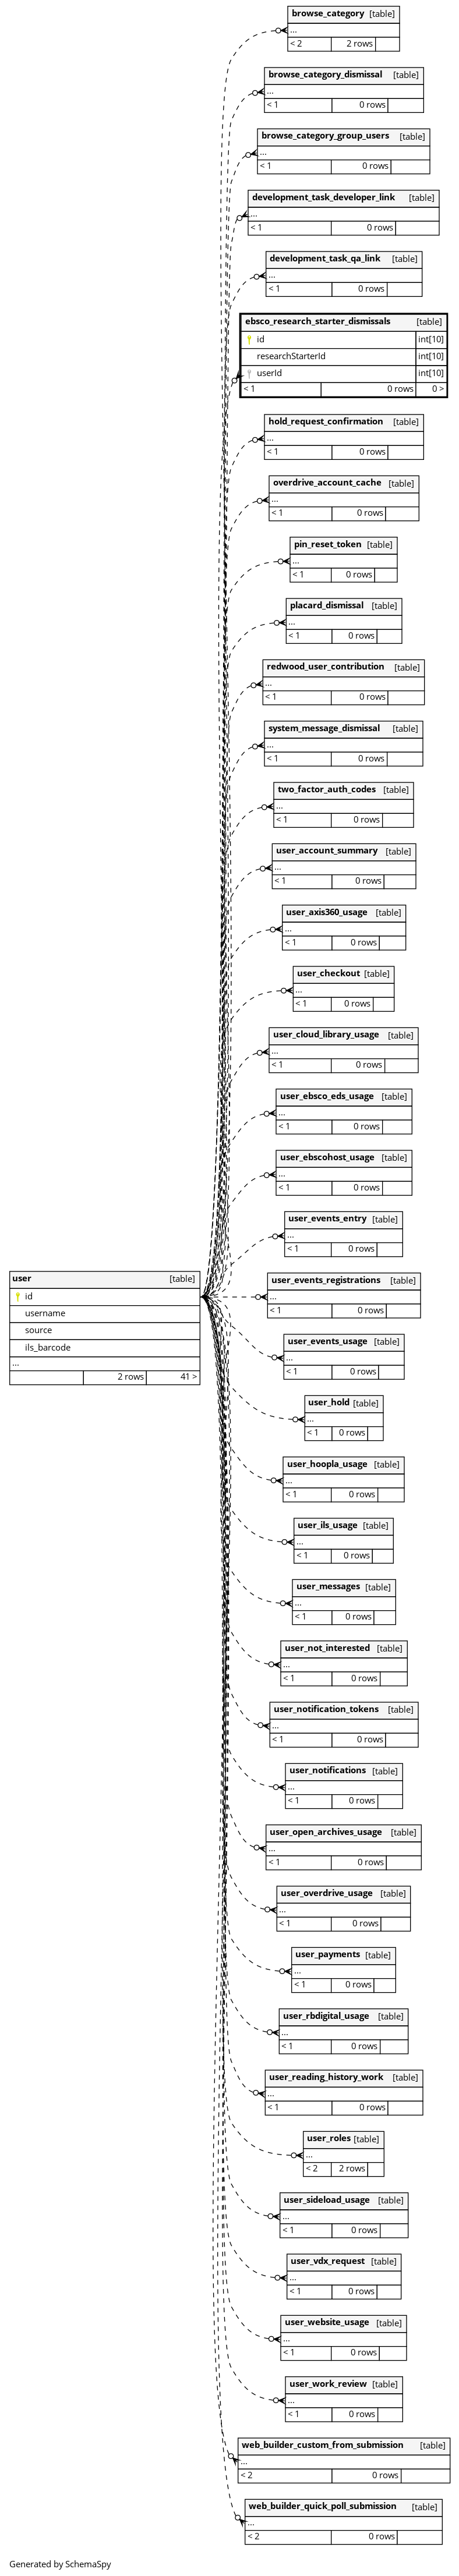 browse_category [table]
...
< 2 2 rows
browse_category_dismissal [table]
...
< 1 0 rows
browse_category_group_users [table]
...
< 1 0 rows
development_task_developer_link [table]
...
< 1 0 rows
development_task_qa_link [table]
...
< 1 0 rows
ebsco_research_starter_dismissals [table]
id int[10]
researchStarterId int[10]
userId int[10]
< 1 0 rows 0 >
hold_request_confirmation [table]
...
< 1 0 rows
overdrive_account_cache [table]
...
< 1 0 rows
pin_reset_token [table]
...
< 1 0 rows
placard_dismissal [table]
...
< 1 0 rows
redwood_user_contribution [table]
...
< 1 0 rows
system_message_dismissal [table]
...
< 1 0 rows
two_factor_auth_codes [table]
...
< 1 0 rows
user_account_summary [table]
...
< 1 0 rows
user_axis360_usage [table]
...
< 1 0 rows
user_checkout [table]
...
< 1 0 rows
user_cloud_library_usage [table]
...
< 1 0 rows
user_ebsco_eds_usage [table]
...
< 1 0 rows
user_ebscohost_usage [table]
...
< 1 0 rows
user_events_entry [table]
...
< 1 0 rows
user [table]
id
username
source
ils_barcode
...
2 rows 41 >
user_events_registrations [table]
...
< 1 0 rows
user_events_usage [table]
...
< 1 0 rows
user_hold [table]
...
< 1 0 rows
user_hoopla_usage [table]
...
< 1 0 rows
user_ils_usage [table]
...
< 1 0 rows
user_messages [table]
...
< 1 0 rows
user_not_interested [table]
...
< 1 0 rows
user_notification_tokens [table]
...
< 1 0 rows
user_notifications [table]
...
< 1 0 rows
user_open_archives_usage [table]
...
< 1 0 rows
user_overdrive_usage [table]
...
< 1 0 rows
user_payments [table]
...
< 1 0 rows
user_rbdigital_usage [table]
...
< 1 0 rows
user_reading_history_work [table]
...
< 1 0 rows
user_roles [table]
...
< 2 2 rows
user_sideload_usage [table]
...
< 1 0 rows
user_vdx_request [table]
...
< 1 0 rows
user_website_usage [table]
...
< 1 0 rows
user_work_review [table]
...
< 1 0 rows
web_builder_custom_from_submission [table]
...
< 2 0 rows
web_builder_quick_poll_submission [table]
...
< 2 0 rows
Generated by SchemaSpy